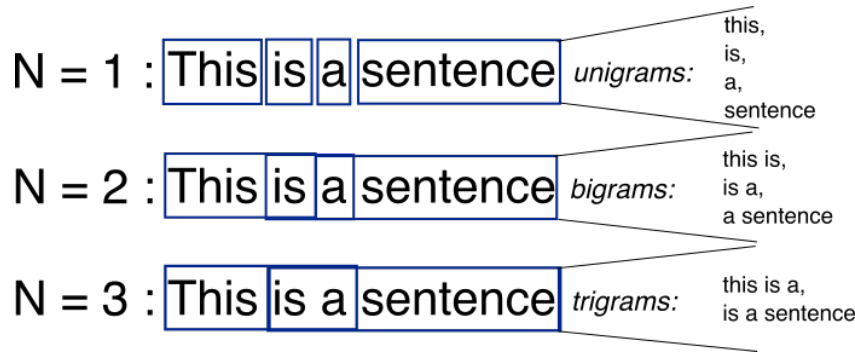 N = 1 : This is a sentence unigrams:
this,
is,
a,
sentence
N = 2 : This is a sentence bigrams:
this is,
is a,
a sentence
N = 3 : This is a sentence trigrams:
this is a,
is a sentence